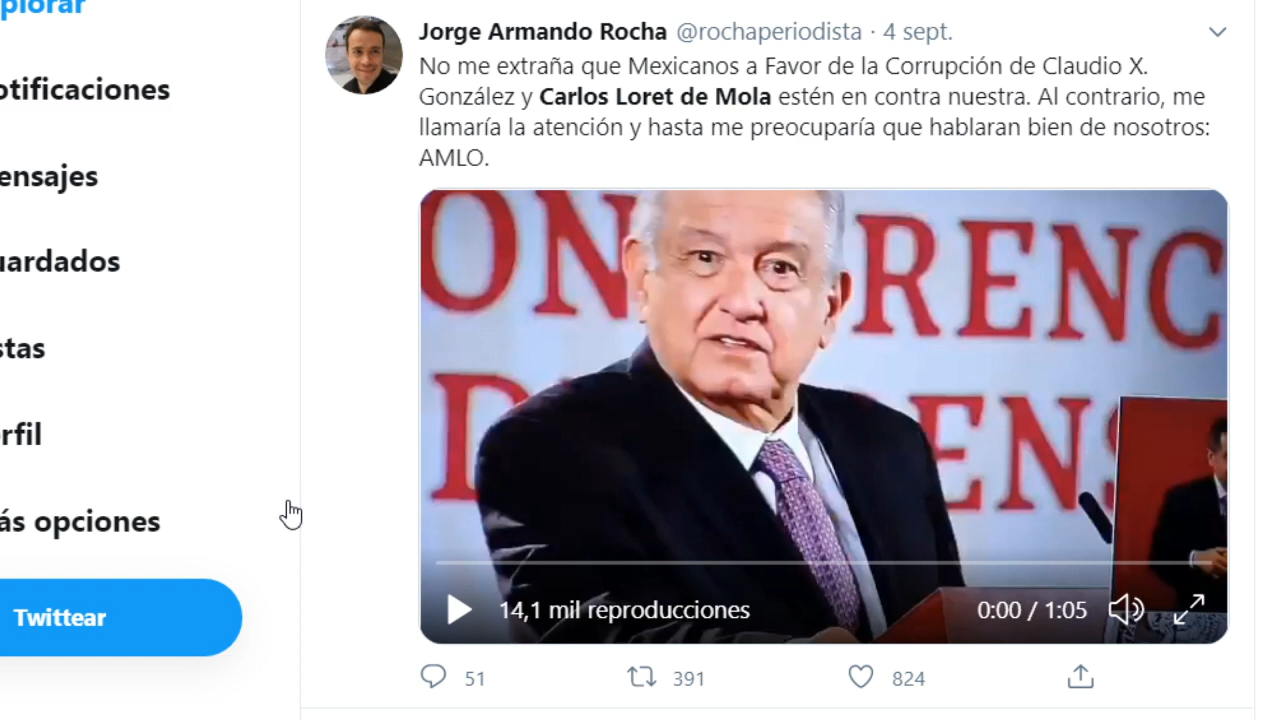 plorar
otificaciones
ensajes
uardados
stas
rfil
ás opciones
Twittear
Jorge Armando Rocha @rochaperiodista · 4 sept.
No me extraña que Mexicanos a Favor de la Corrupción de Claudio X.
González y Carlos Loret de Mola estén en contra nuestra. Al contrario, me
llamaría la atención y hasta me preocuparía que hablaran bien de nosotros:
AMLO.
ON RENC
D ENS
14,1 mil reproducciones
0:00 / 1:05
51
391
824